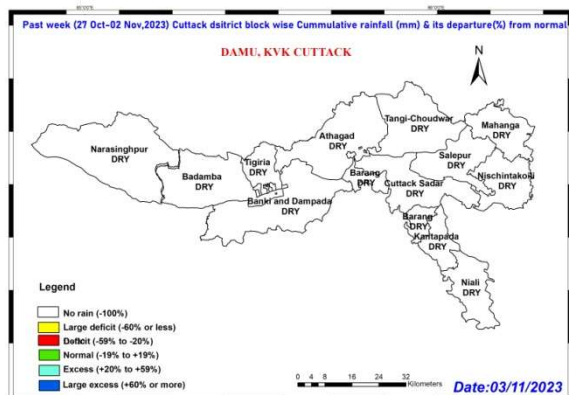 Past week (27 Oct-02 Nov,2023) Cuttack dsitrict block wise Cummulative rainfall (mm) & its departure(%) from normal
DAMU, KVK CUTTACK
N
Tangi-Choudwar
DRY
Mahanga
DRY
Athagad
DRY
Narasinghpur
DRY
Tigiria
DRY
Salepur
DRY
Badamba
DRY
Barang
DRY
Nischintakoili
DRY
Cuttack Sadar
DRY
Banki and Dampada
DRY
Barang
DRY
Kantapada
DRY
Niali
DRY
Legend
No rain (-100%)
Large deficit (-60% or less)
Deficit (-59% to -20%)
Normal (-19% to +19%)
Excess (+20% to +59%)
Large excess (+60% or more)
0 4 8 16 24 32
Kilometers
Date:03/11/2023